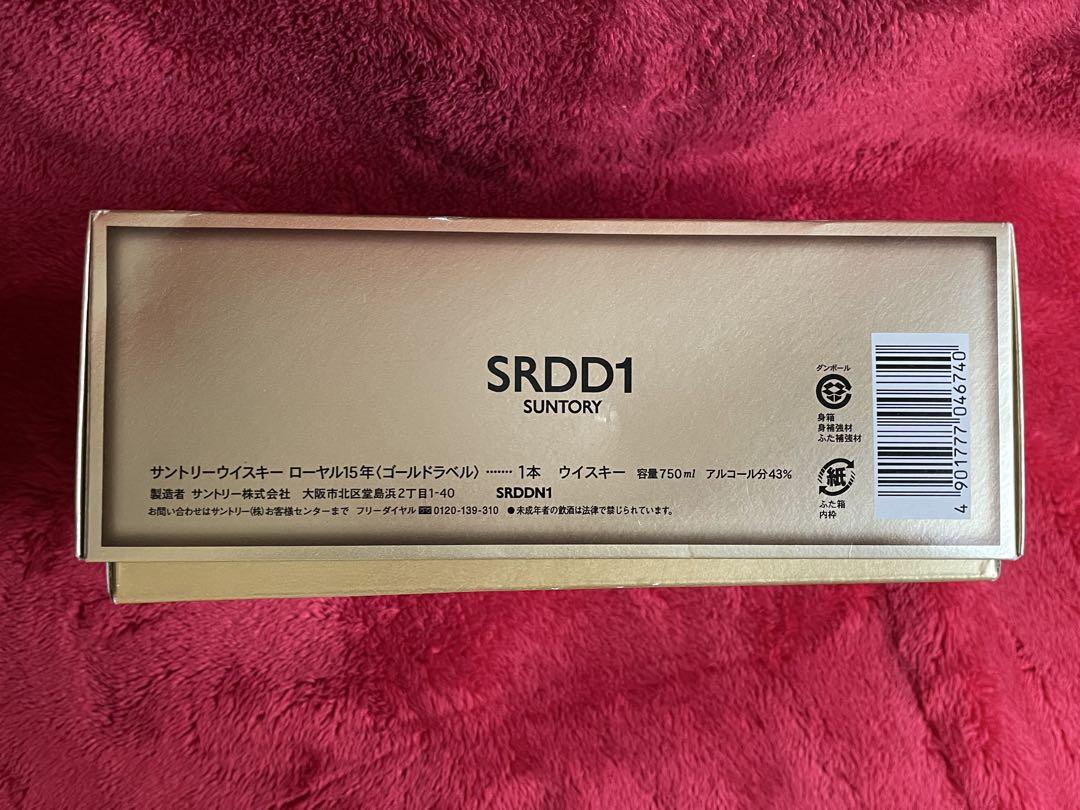 SRDD1
SUNTORY
サントリーウイスキー ローヤル15年〈ゴールドラベル〉 ······· 1本 ウイスキー 容量750ml アルコール分43%
製造者 サントリー株式会社 大阪市北区堂島浜2丁目1-40 SRDDN1
お問い合わせはサントリー(株)お客様センターまで フリーダイヤル 0120-139-310 ●未成年者の飲酒は法律で禁じられています。
ダンボール
身箱
身補強材
ふた補強材
紙
ふた箱
内枠
4 901777 046740